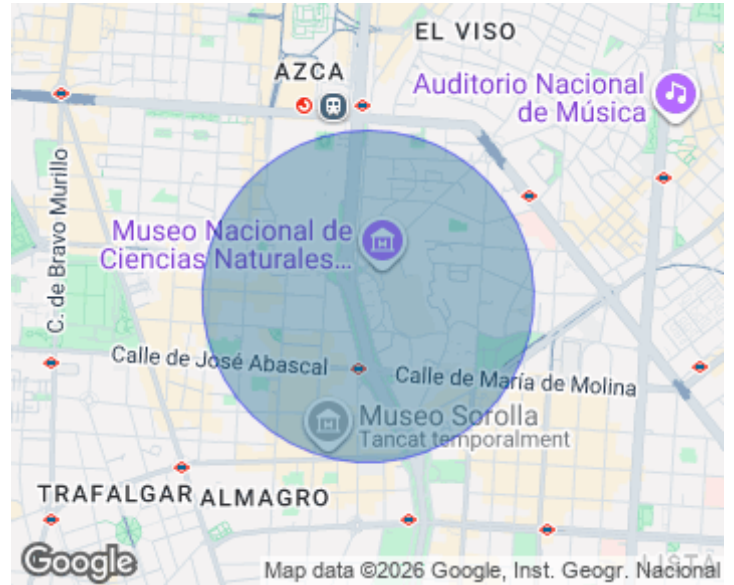 EL VISO
AZCA
Auditorio Nacional
de Música
C. de Bravo Murillo
Museo Nacional de
Ciencias Naturales...
Calle de José Abascal
Calle de María de Molina
Museo Sorolla
Tancat temporalment
TRAFALGAR
ALMAGRO
LISTA
Google
Map data ©2026 Google, Inst. Geogr. Nacional